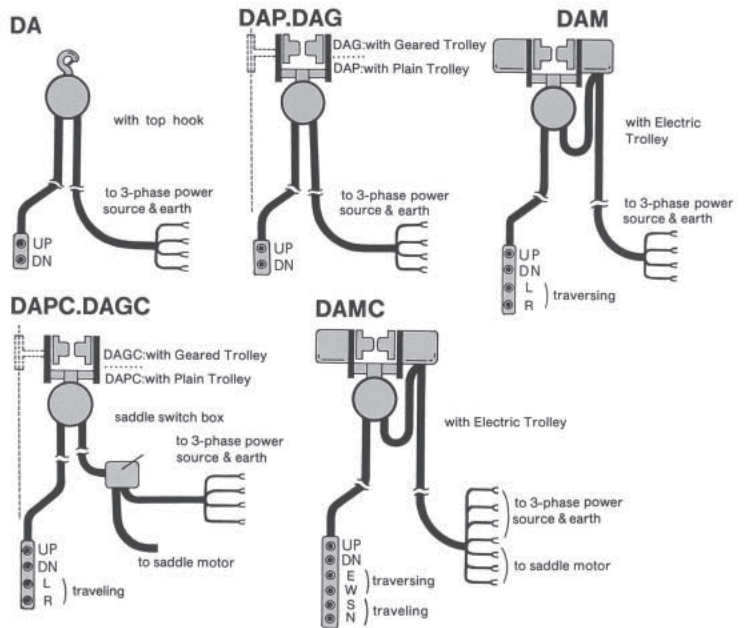 DA
with top hook
to 3-phase power
source & earth
UP
DN
DAP.DAG
DAG:with Geared Trolley
DAP:with Plain Trolley
to 3-phase power
source & earth
UP
DN
DAM
with Electric
Trolley
to 3-phase power
source & earth
UP
DN
L
R
traversing
DAPC.DAGC
DAGC:with Geared Trolley
DAPC:with Plain Trolley
saddle switch box
to 3-phase power
source & earth
to saddle motor
UP
DN
L
R
traveling
DAMC
with Electric Trolley
to 3-phase power
source & earth
to saddle motor
UP
DN
E
W
traversing
S
N
traveling